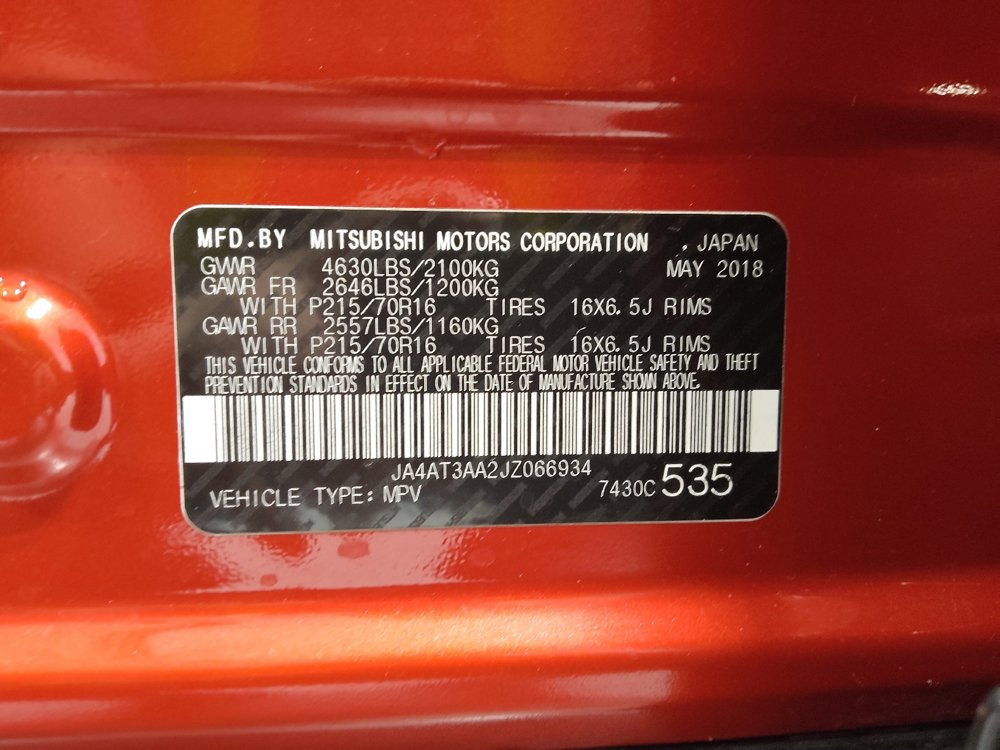 MFD.BY MITSUBISHI MOTORS CORPORATION . JAPAN
GVWR 4630LBS/2100KG MAY 2018
GAWR FR 2646LBS/1200KG
WITH P215/70R16 TIRES 16X6.5J RIMS
GAWR RR 2557LBS/1160KG
WITH P215/70R16 TIRES 16X6.5J RIMS
THIS VEHICLE CONFORMS TO ALL APPLICABLE FEDERAL MOTOR VEHICLE SAFETY AND THEFT
PREVENTION STANDARDS IN EFFECT ON THE DATE OF MANUFACTURE SHOWN ABOVE.
JA4AT3AA2JZ066934
VEHICLE TYPE: MPV 7430C 535